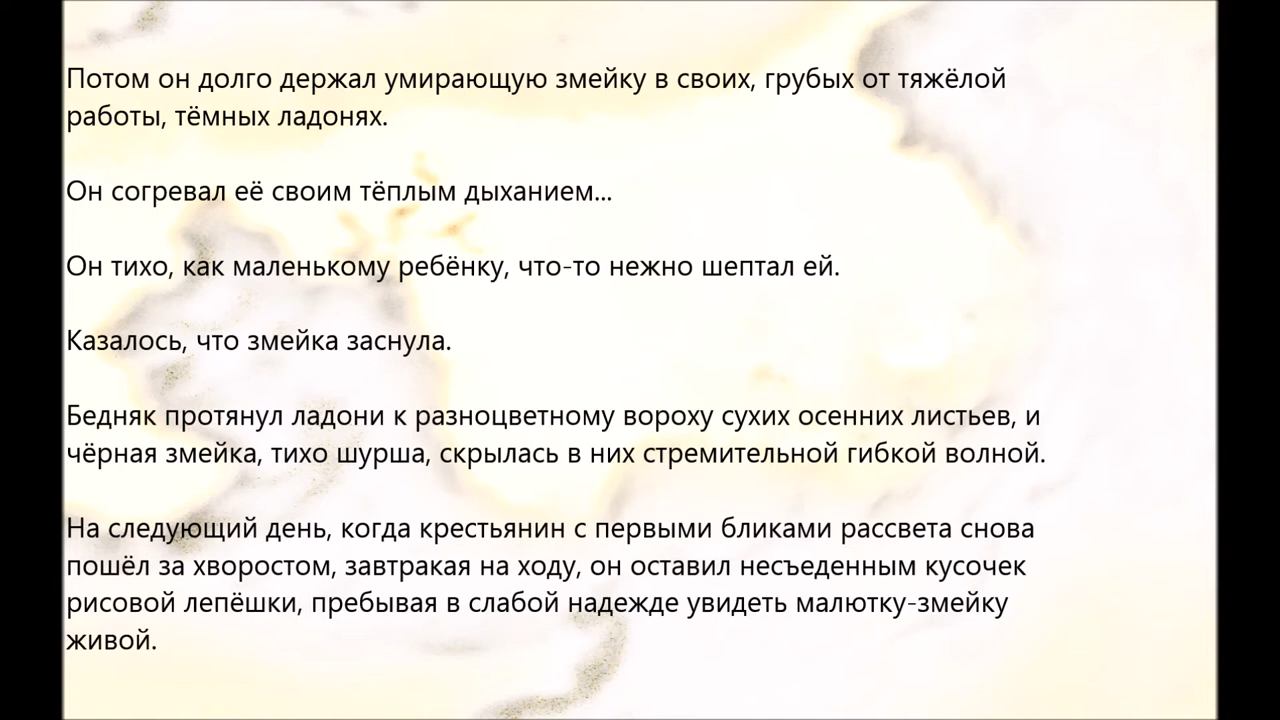 Потом он долго держал умирающую змейку в своих, грубых от тяжёлой
работы, тёмных ладонях.
Он согревал её своим тёплым дыханием...
Он тихо, как маленькому ребёнку, что-то нежно шептал ей.
Казалось, что змейка заснула.
Бедняк протянул ладони к разноцветному вороху сухих осенних листьев, и
чёрная змейка, тихо шурша, скрылась в них стремительной гибкой волной.
На следующий день, когда крестьянин с первыми бликами рассвета снова
пошёл за хворостом, завтракая на ходу, он оставил несъеденным кусочек
рисовой лепёшки, пребывая в слабой надежде увидеть малютку-змейку
живой.